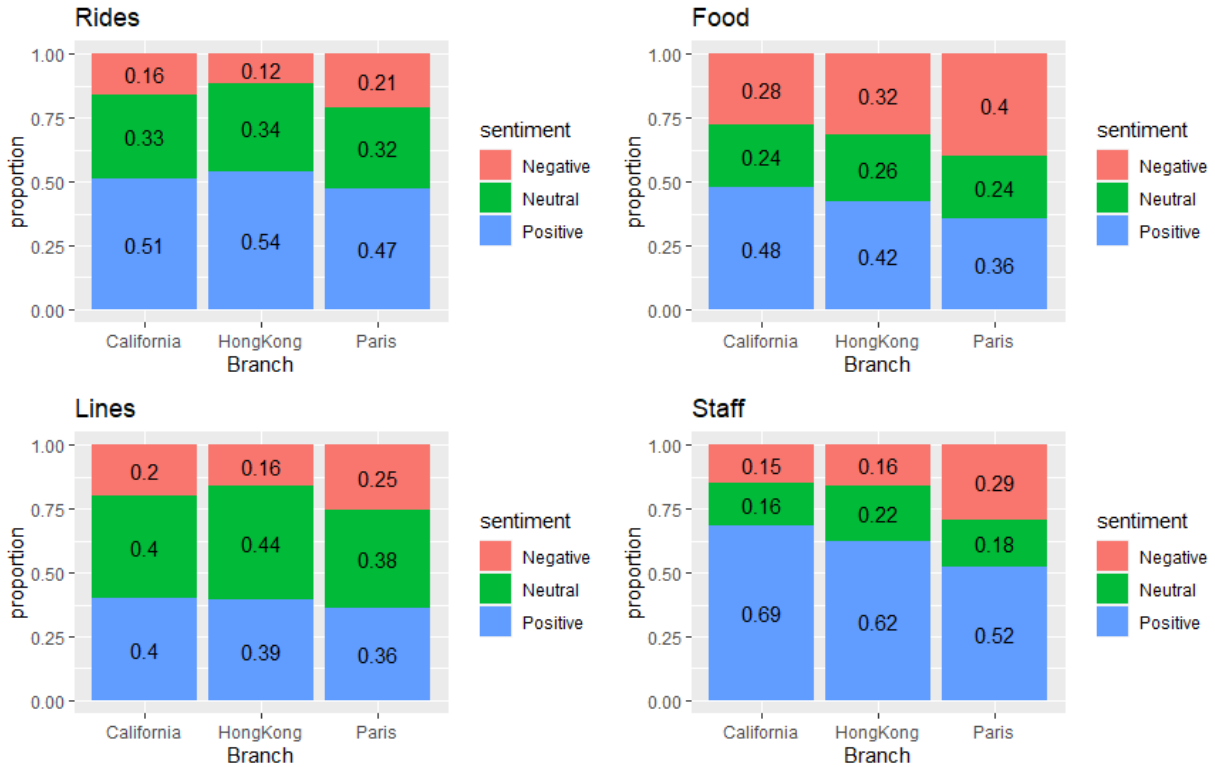 Rides
1.00
0.75
0.50
0.25
0.00
proportion
0.16
0.12
0.21
0.33
0.34
0.32
0.51
0.54
0.47
California
HongKong
Paris
Branch
sentiment
Negative
Neutral
Positive
Food
1.00
0.75
0.50
0.25
0.00
proportion
0.28
0.32
0.4
0.24
0.26
0.24
0.48
0.42
0.36
California
HongKong
Paris
Branch
sentiment
Negative
Neutral
Positive
Lines
1.00
0.75
0.50
0.25
0.00
proportion
0.2
0.16
0.25
0.4
0.44
0.38
0.4
0.39
0.36
California
HongKong
Paris
Branch
sentiment
Negative
Neutral
Positive
Staff
1.00
0.75
0.50
0.25
0.00
proportion
0.15
0.16
0.29
0.16
0.22
0.18
0.69
0.62
0.52
California
HongKong
Paris
Branch
sentiment
Negative
Neutral
Positive